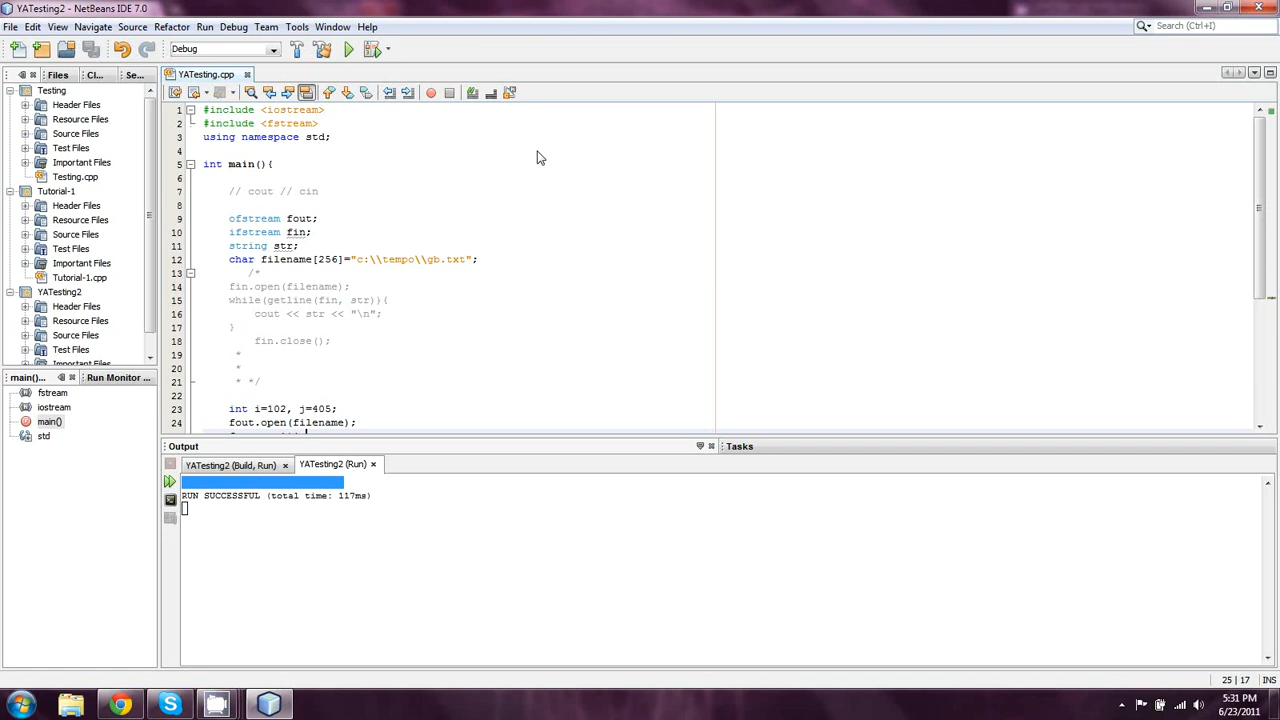 YATesting2 - NetBeans IDE 7.0
File Edit View Navigate Source Refactor Run Debug Team Tools Window Help
Search (Ctrl+I)
Debug
Files Cl... Se...
YATesting.cpp
Testing
Header Files
Resource Files
Source Files
Test Files
Important Files
Testing.cpp
Tutorial-1
Header Files
Resource Files
Source Files
Test Files
Important Files
Tutorial-1.cpp
YATesting2
Header Files
Resource Files
Source Files
Test Files
1 #include <iostream>
2 #include <fstream>
3 using namespace std;
4
5 int main(){
6
7 // cout // cin
8
9 ofstream fout;
10 ifstream fin;
11 string str;
12 char filename[256]="c:\\tempo\\gb.txt";
13 /*
14 fin.open(filename);
15 while(getline(fin, str)){
16 cout << str << "\n";
17 }
18 fin.close();
19 *
20 *
21 * */
22
23 int i=102, j=405;
24 fout.open(filename);
main()... Run Monitor ...
fstream
iostream
main()
std
Output
Tasks
YATesting2 (Build, Run) YATesting2 (Run)
RUN SUCCESSFUL (total time: 117ms)
25 | 17 INS
5:31 PM
6/23/2011